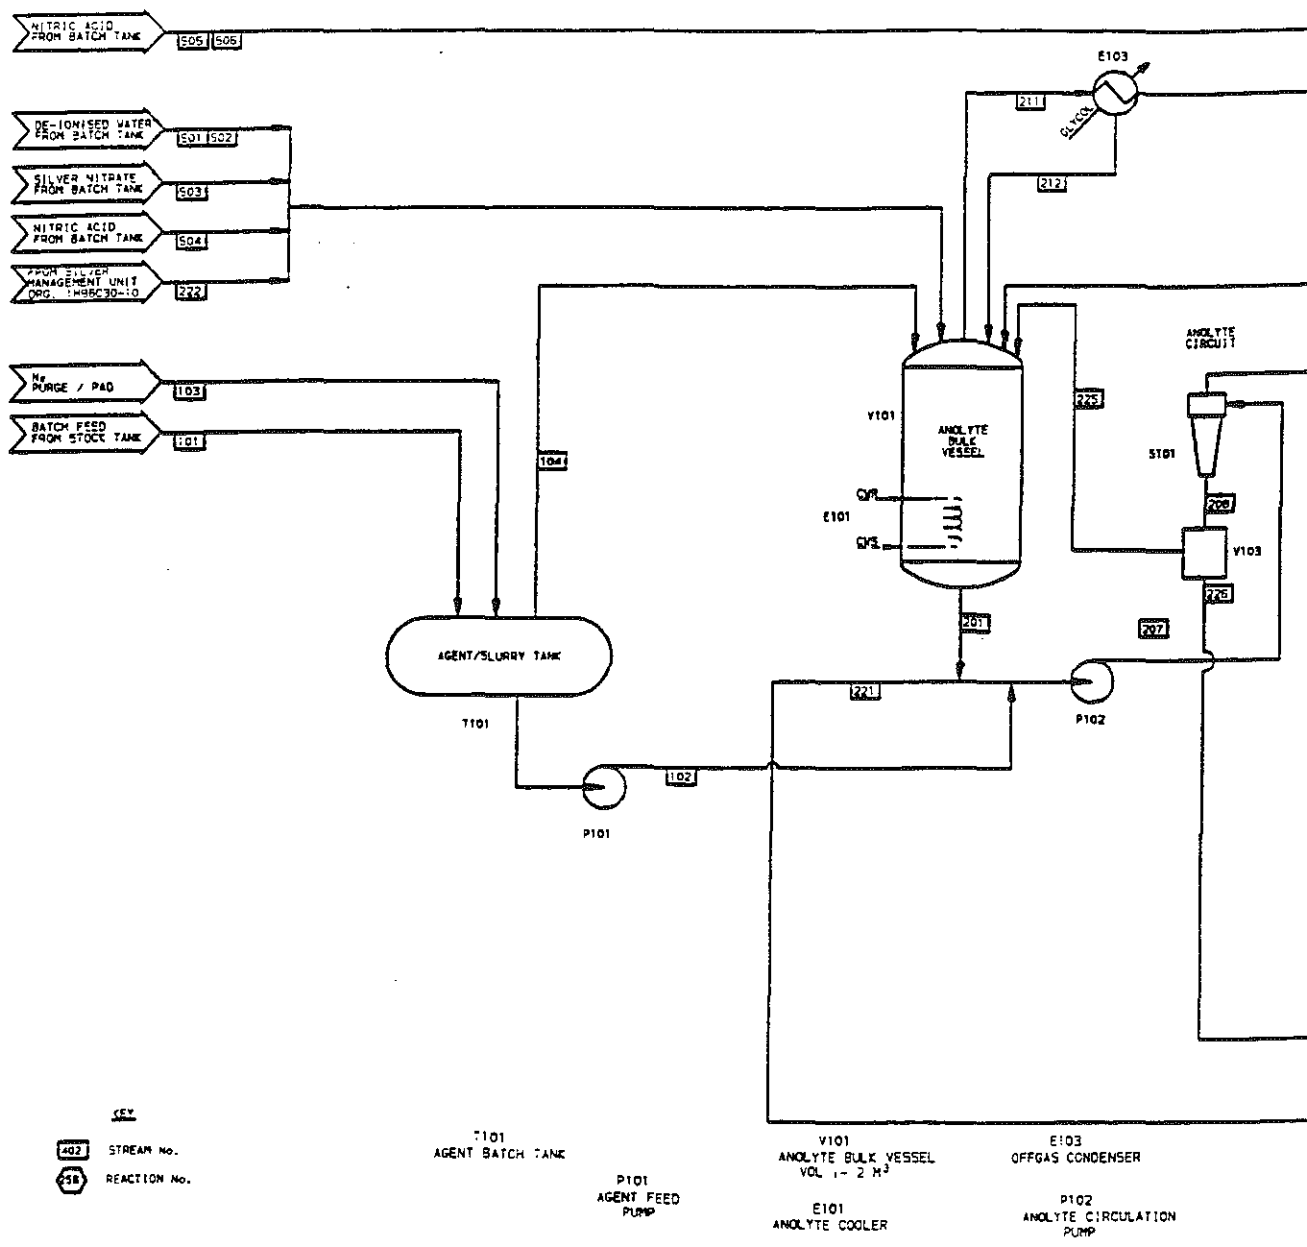 NITRIC ACID
FROM BATCH TANK
505 506
E103
211
GLYCOL
DE-IONISED WATER
FROM BATCH TANK
501 502
SILVER NITRATE
FROM BATCH TANK
503
212
NITRIC ACID
FROM BATCH TANK
504
FROM SILVER
MANAGEMENT UNIT
222
ANOLYTE
CIRCUIT
PURGE / PAD
103
225
V101
BATCH FEED
FROM STOCK TANK
101
ANOLYTE
BULK
VESSEL
104
ST01
CWR
E101
CWS
208
V103
226
201
207
AGENT/SLURRY TANK
221
T101
P102
102
P101
KEY
402 STREAM No.
REACTION No.
T101
AGENT BATCH TANK
P101
AGENT FEED
PUMP
V101
ANOLYTE BULK VESSEL
E101
ANOLYTE COOLER
E103
OFFGAS CONDENSER
P102
ANOLYTE CIRCULATION
PUMP